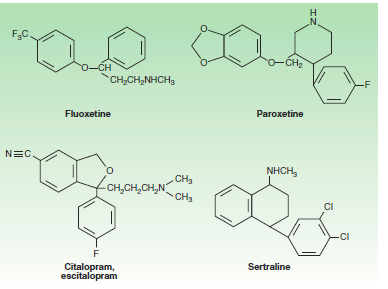 F₃C
O—CH
CH₂CH₂NHCH₃
Fluoxetine
O
O
O—CH₂
H
N
F
Paroxetine
N≡C
O
CH₂CH₂CH₂N
CH₃
CH₃
F
Citalopram,
escitalopram
NHCH₃
Cl
Cl
Sertraline